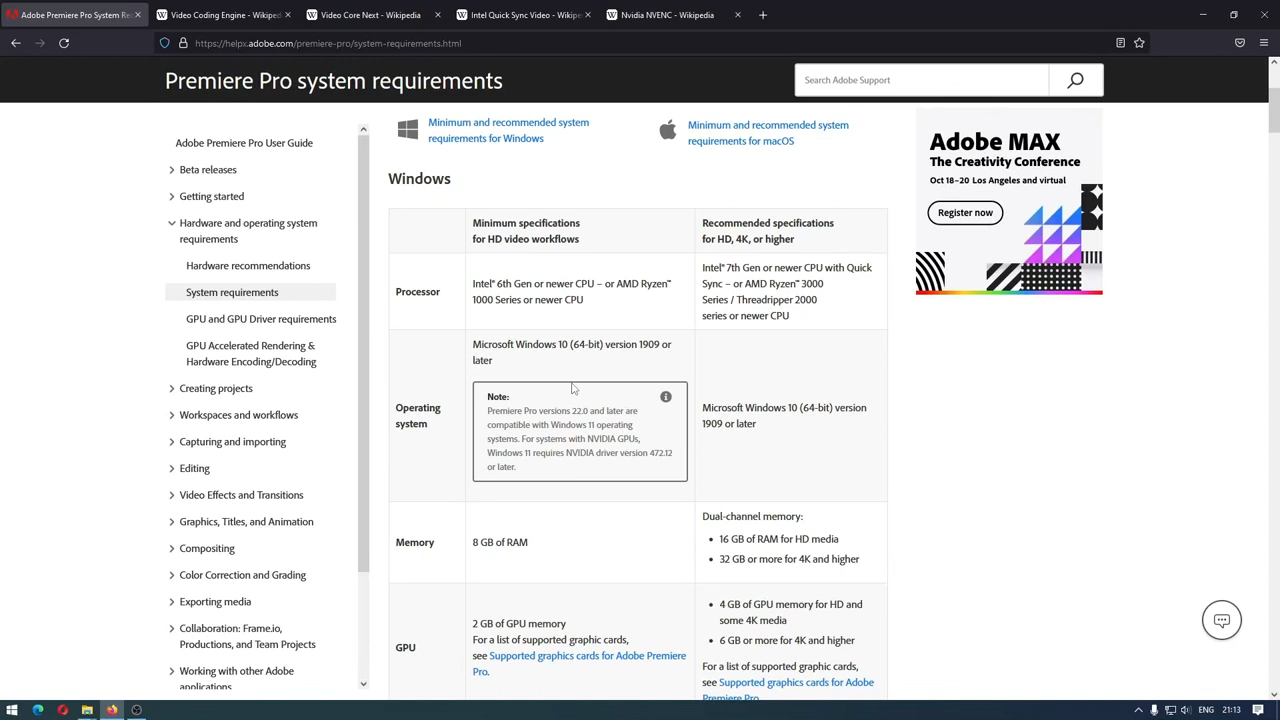 Adobe Premiere Pro System Re
Video Coding Engine - Wikiped
Video Core Next - Wikipedia
Intel Quick Sync Video - Wikipe
Nvidia NVENC - Wikipedia
https://helpx.adobe.com/premiere-pro/system-requirements.html
Premiere Pro system requirements
Search Adobe Support
Adobe Premiere Pro User Guide
Beta releases
Getting started
Hardware and operating system
requirements
Hardware recommendations
System requirements
GPU and GPU Driver requirements
GPU Accelerated Rendering &
Hardware Encoding/Decoding
Creating projects
Workspaces and workflows
Capturing and importing
Editing
Video Effects and Transitions
Graphics, Titles, and Animation
Compositing
Color Correction and Grading
Exporting media
Collaboration: Frame.io,
Productions, and Team Projects
Working with other Adobe
applications
Minimum and recommended system
requirements for Windows
Minimum and recommended system
requirements for macOS
Windows
Minimum specifications
for HD video workflows
Recommended specifications
for HD, 4K, or higher
Processor
Intel® 6th Gen or newer CPU – or AMD Ryzen™
1000 Series or newer CPU
Intel® 7th Gen or newer CPU with Quick
Sync – or AMD Ryzen™ 3000
Series / Threadripper 2000
series or newer CPU
Operating
system
Microsoft Windows 10 (64-bit) version 1909 or
later
Note:
Premiere Pro versions 22.0 and later are
compatible with Windows 11 operating
systems. For systems with NVIDIA GPUs,
Windows 11 requires NVIDIA driver version 472.12
or later.
Microsoft Windows 10 (64-bit) version
1909 or later
Memory
8 GB of RAM
Dual-channel memory:
• 16 GB of RAM for HD media
• 32 GB or more for 4K and higher
GPU
2 GB of GPU memory
For a list of supported graphic cards,
see Supported graphics cards for Adobe Premiere
Pro.
• 4 GB of GPU memory for HD and
some 4K media
• 6 GB or more for 4K and higher
For a list of supported graphic cards,
see Supported graphics cards for Adobe
Premiere Pro
Adobe MAX
The Creativity Conference
Oct 18–20 Los Angeles and virtual
Register now
ENG
21:13